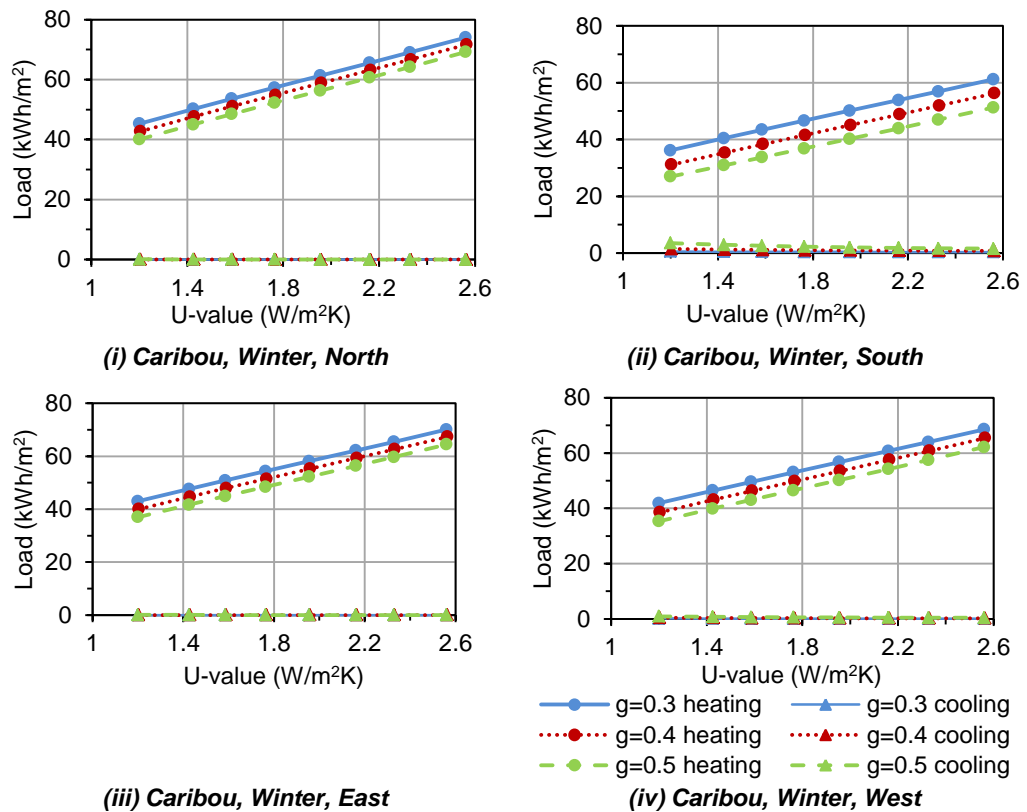 80
60
40
20
0
Load (kWh/m²)
1 1.4 1.8 2.2 2.6
U-value (W/m²K)
(i) Caribou, Winter, North
80
60
40
20
0
Load (kWh/m²)
1 1.4 1.8 2.2 2.6
U-value (W/m²K)
(ii) Caribou, Winter, South
80
60
40
20
0
Load (kWh/m²)
1 1.4 1.8 2.2 2.6
U-value (W/m²K)
(iii) Caribou, Winter, East
80
60
40
20
0
Load (kWh/m²)
1 1.4 1.8 2.2 2.6
U-value (W/m²K)
g=0.3 heating g=0.3 cooling
g=0.4 heating g=0.4 cooling
g=0.5 heating g=0.5 cooling
(iv) Caribou, Winter, West